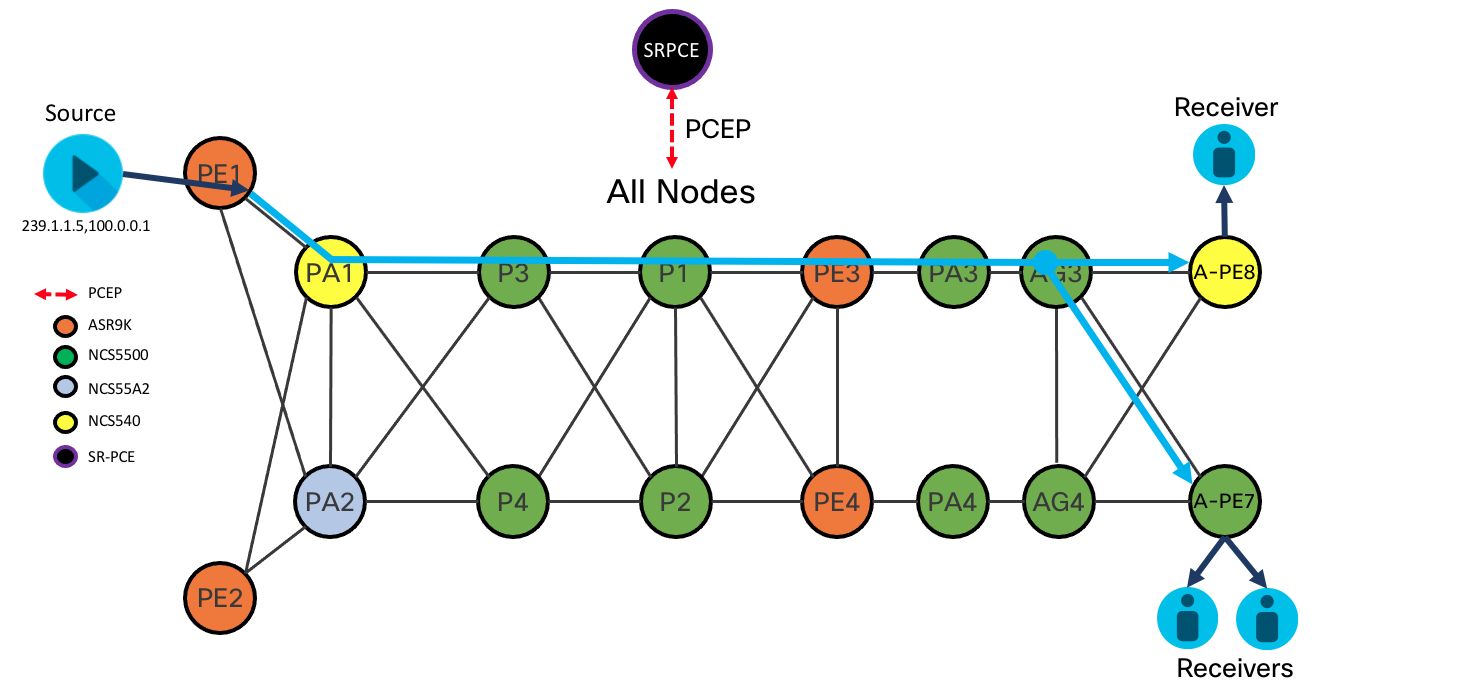 SRPCE
PCEP
All Nodes
Source
239.1.1.5,100.0.0.1
Receiver
PE1
PA1
P3
P1
PE3
PA3
AG3
A-PE8
PCEP
ASR9K
NCS5500
NCS55A2
NCS540
SR-PCE
PA2
P4
P2
PE4
PA4
AG4
A-PE7
PE2
Receivers